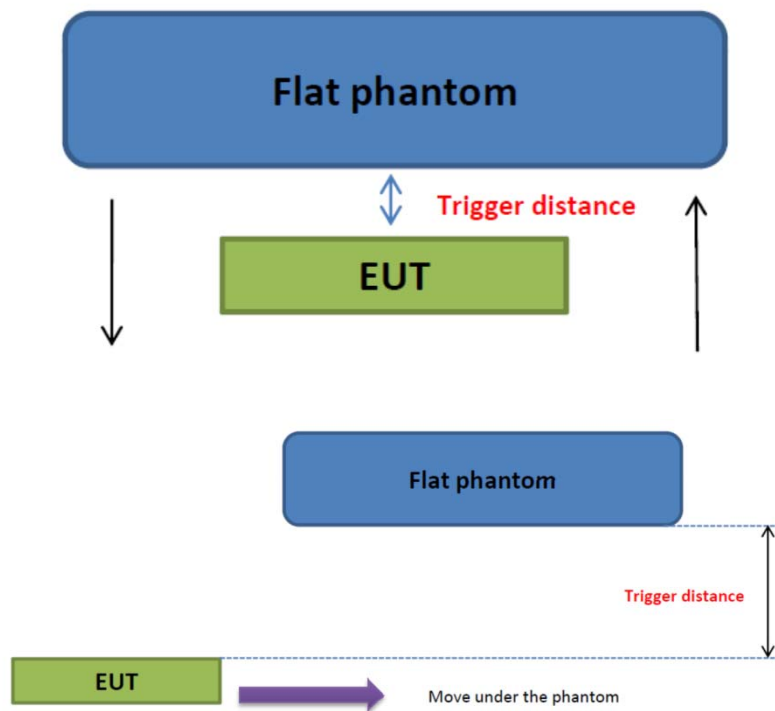 Flat phantom
Trigger distance
EUT
Flat phantom
Trigger distance
EUT
Move under the phantom